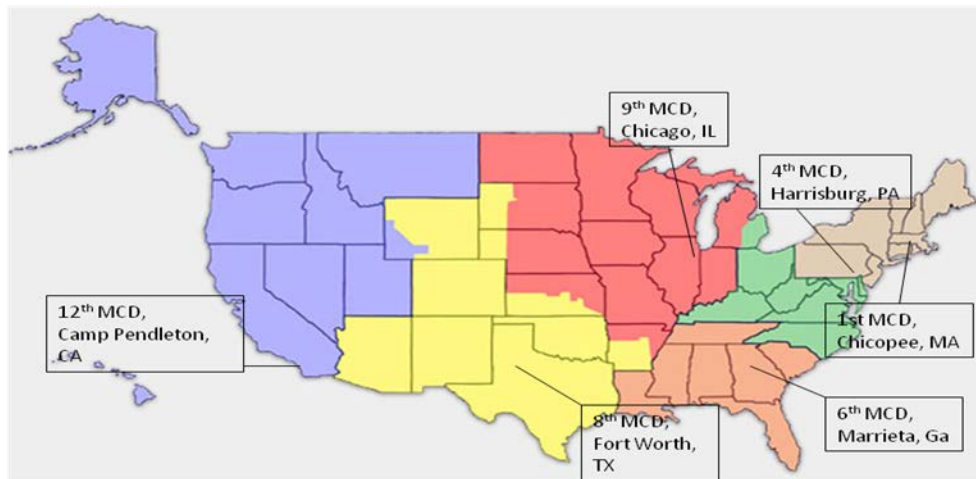 9th MCD,
Chicago, IL
4th MCD,
Harrisburg, PA
12th MCD,
Camp Pendleton,
CA
1st MCD,
Chicopee, MA
8th MCD,
Fort Worth,
TX
6th MCD,
Marrieta, Ga